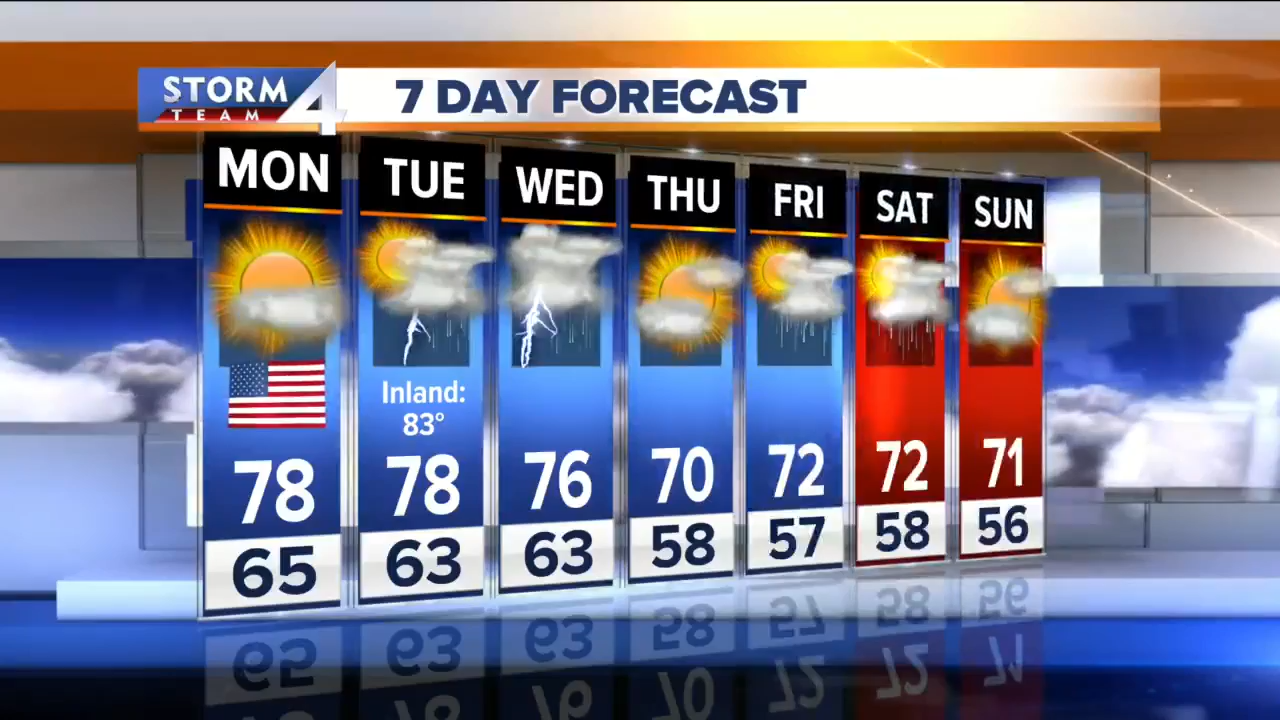 STORM
TEAM 4
7 DAY FORECAST
MON TUE WED THU FRI SAT SUN
Inland:
83°
78 78 76 70 72 72 71
65 63 63 58 57 58 56